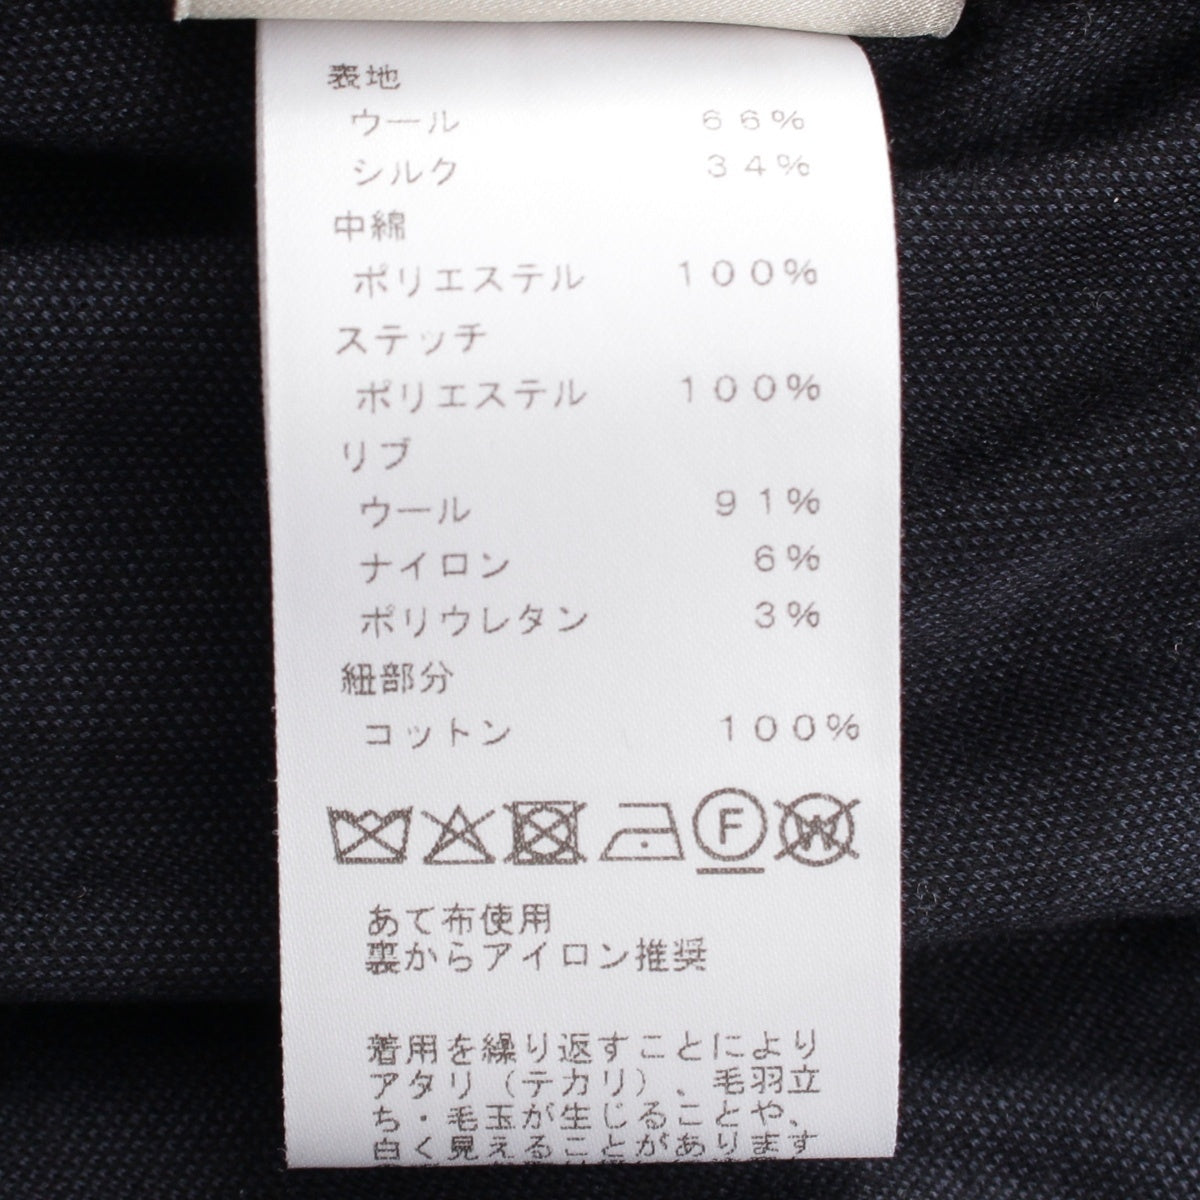 表地
ウール 66%
シルク 34%
中綿
ポリエステル 100%
ステッチ
ポリエステル 100%
リブ
ウール 91%
ナイロン 6%
ポリウレタン 3%
紐部分
コットン 100%
F W
あて布使用
裏からアイロン推奨
着用を繰り返すことにより
アタリ（テカリ）、毛羽立
ち・毛玉が生じることや、
白く見えることがあります